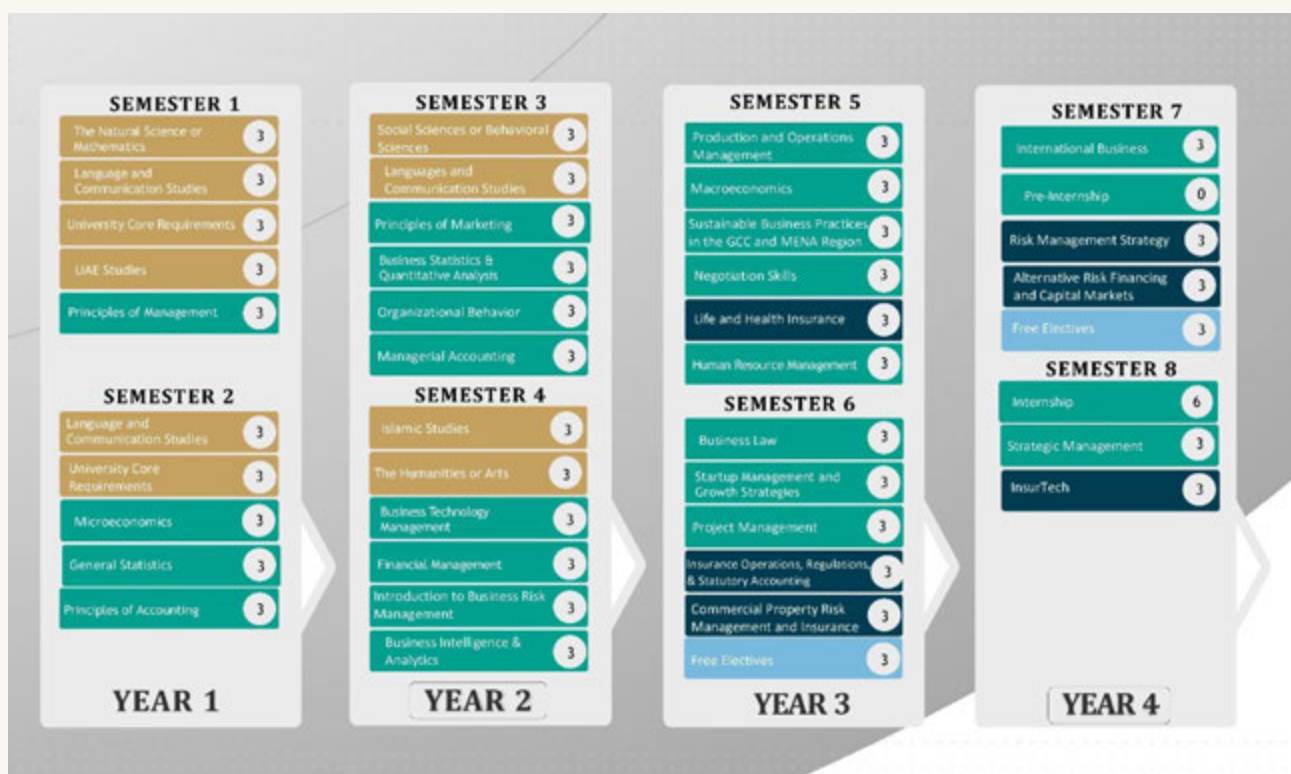 SEMESTER 1
The Natural Science or
Mathematics
3
Language and
Communication Studies
3
University Core Requirements
3
UAE Studies
3
Principles of Management
3
SEMESTER 2
Language and
Communication Studies
3
University Core
Requirements
3
Microeconomics
3
General Statistics
3
Principles of Accounting
3
YEAR 1
SEMESTER 3
Social Sciences or Behavioral
Sciences
3
Languages and
Communication Studies
3
Principles of Marketing
3
Business Statistics &
Quantitative Analysis
3
Organizational Behavior
3
Managerial Accounting
3
SEMESTER 4
Islamic Studies
3
The Humanities or Arts
3
Business Technology
Management
3
Financial Management
3
Introduction to Business Risk
Management
3
Business Intelligence &
Analytics
3
YEAR 2
SEMESTER 5
Production and Operations
Management
3
Macroeconomics
3
Sustainable Business Practices
in the GCC and MENA Region
3
Negotiation Skills
3
Life and Health Insurance
3
Human Resource Management
3
SEMESTER 6
Business Law
3
Startup Management and
Growth Strategies
3
Project Management
3
Insurance Operations, Regulations,
& Statutory Accounting
3
Commercial Property Risk
Management and Insurance
3
Free Electives
3
YEAR 3
SEMESTER 7
International Business
3
Pre-Internship
0
Risk Management Strategy
3
Alternative Risk Financing
and Capital Markets
3
Free Electives
3
SEMESTER 8
Internship
6
Strategic Management
3
InsurTech
3
YEAR 4